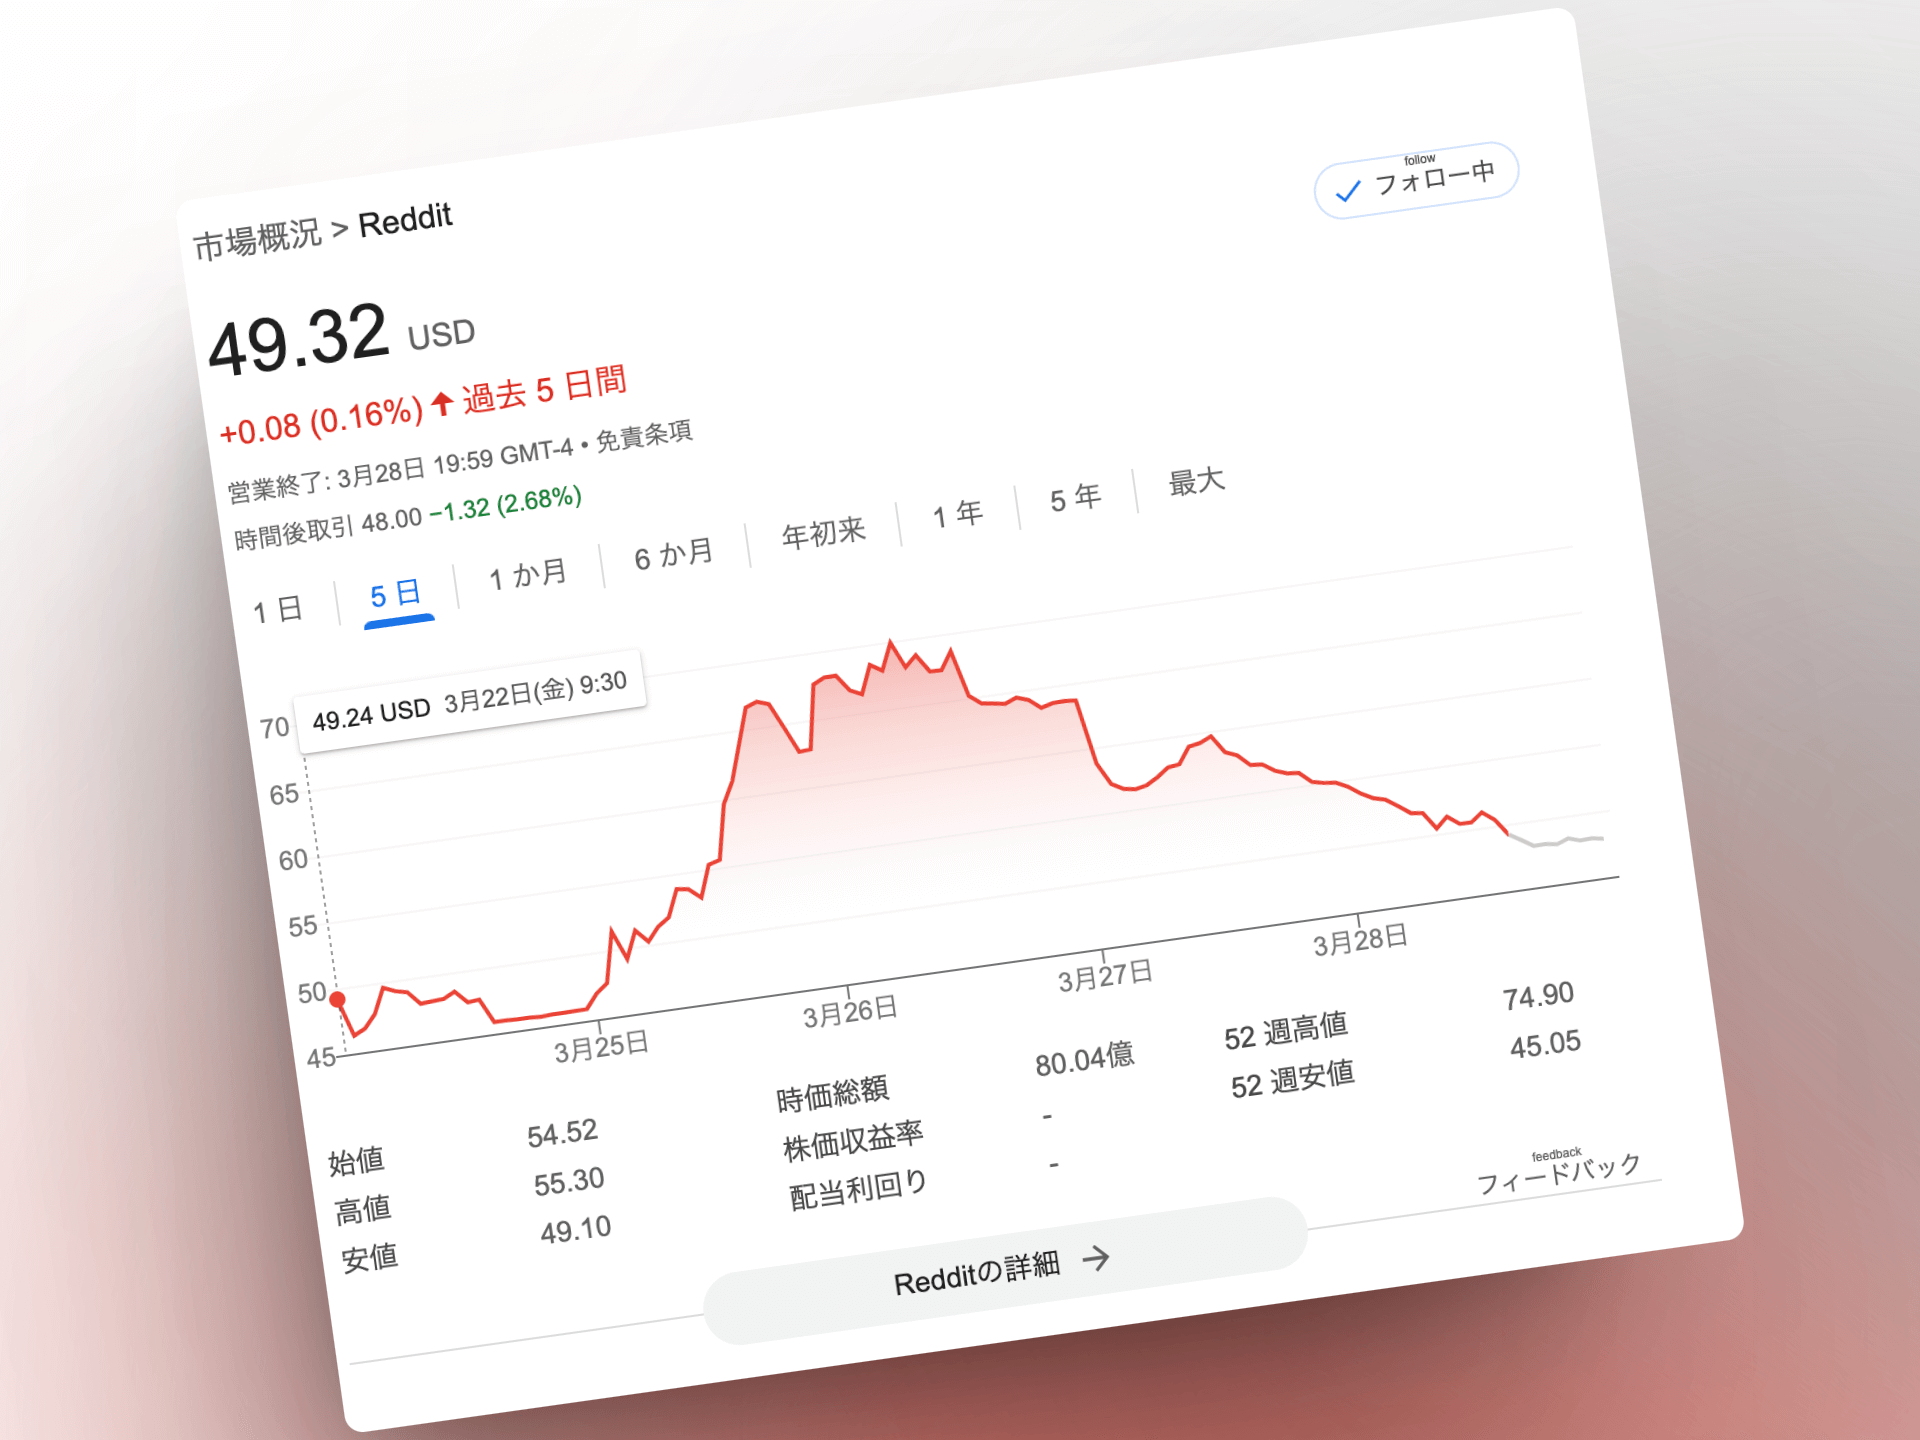 市場概況 > Reddit
follow
フォロー中
49.32 USD
+0.08 (0.16%) 過去 5 日間
営業終了: 3月28日 19:59 GMT-4 • 免責条項
時間後取引 48.00 −1.32 (2.68%)
1 日
5 日
1 か月
6 か月
年初来
1 年
5 年
最大
49.24 USD 3月22日(金) 9:30
70
65
60
55
50
45
3月25日
3月26日
3月27日
3月28日
始値 54.52
高値 55.30
安値 49.10
時価総額 80.04億
株価収益率 -
配当利回り -
52 週高値 74.90
52 週安値 45.05
feedback
フィードバック
Redditの詳細